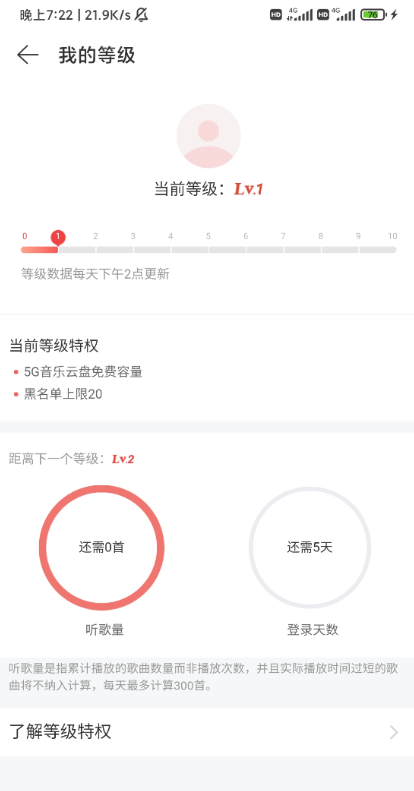 晚上7:22 | 21.9K/s
HD 4G HD 4G 76
我的等级
当前等级：Lv.1
0 1 2 3 4 5 6 7 8 9 10
等级数据每天下午2点更新
当前等级特权
5G音乐云盘免费容量
黑名单上限20
距离下一个等级：Lv.2
还需0首 还需5天
听歌量 登录天数
听歌量是指累计播放的歌曲数量而非播放次数，并且实际播放时间过短的歌
曲将不纳入计算，每天最多计算300首。
了解等级特权